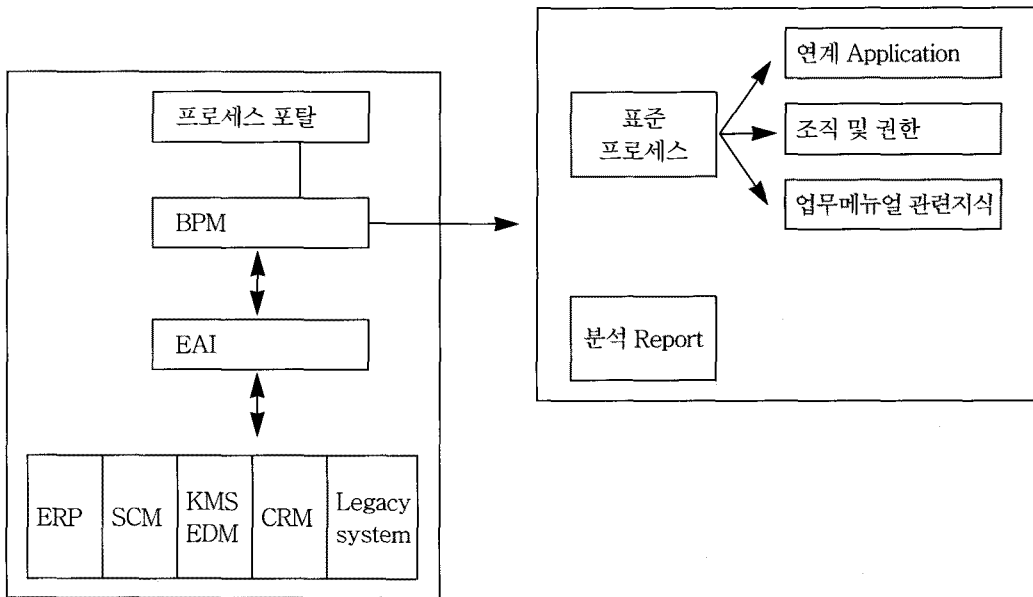 프로세스 포탈
BPM
EAI
ERP
SCM
KMS
EDM
CRM
Legacy
system
표준
프로세스
연계 Application
조직 및 권한
업무메뉴얼 관련지식
분석 Report